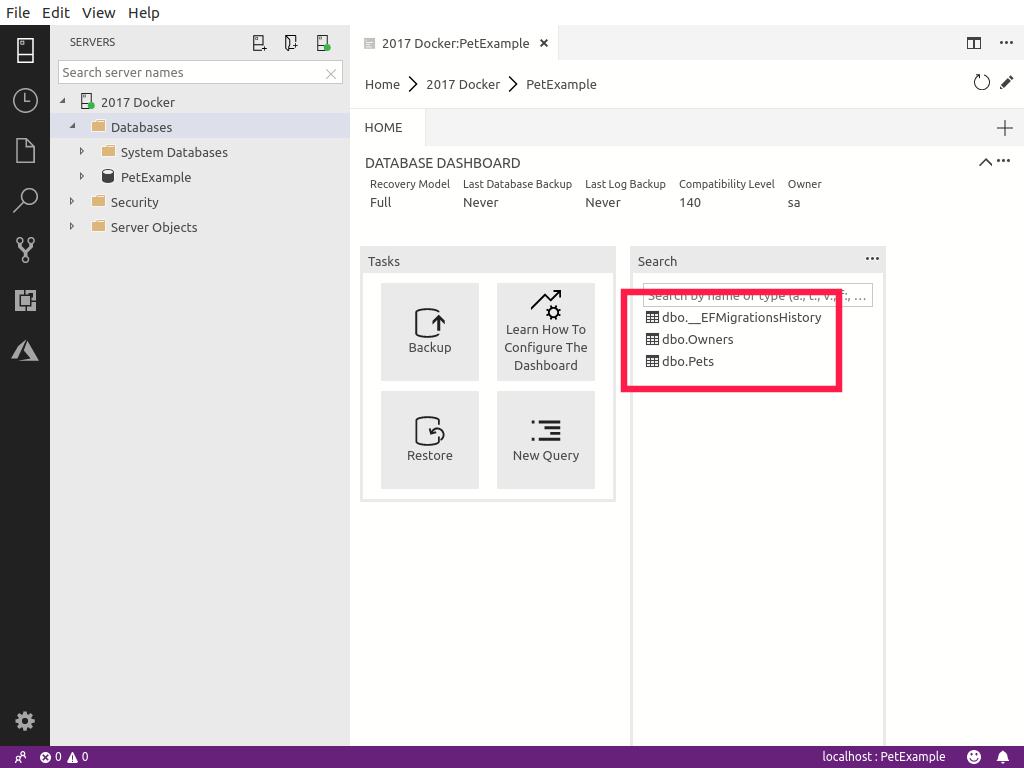 File Edit View Help
SERVERS
2017 Docker:PetExample
Search server names
Home 2017 Docker PetExample
2017 Docker
Databases
System Databases
PetExample
Security
Server Objects
HOME
DATABASE DASHBOARD
Recovery Model Last Database Backup Last Log Backup Compatibility Level Owner
Full Never Never 140 sa
Tasks
Backup
Learn How To
Configure The
Dashboard
Restore
New Query
Search
Search by name or type (a:, t:, v:, f:, ...
dbo.__EFMigrationsHistory
dbo.Owners
dbo.Pets
0 0
localhost : PetExample